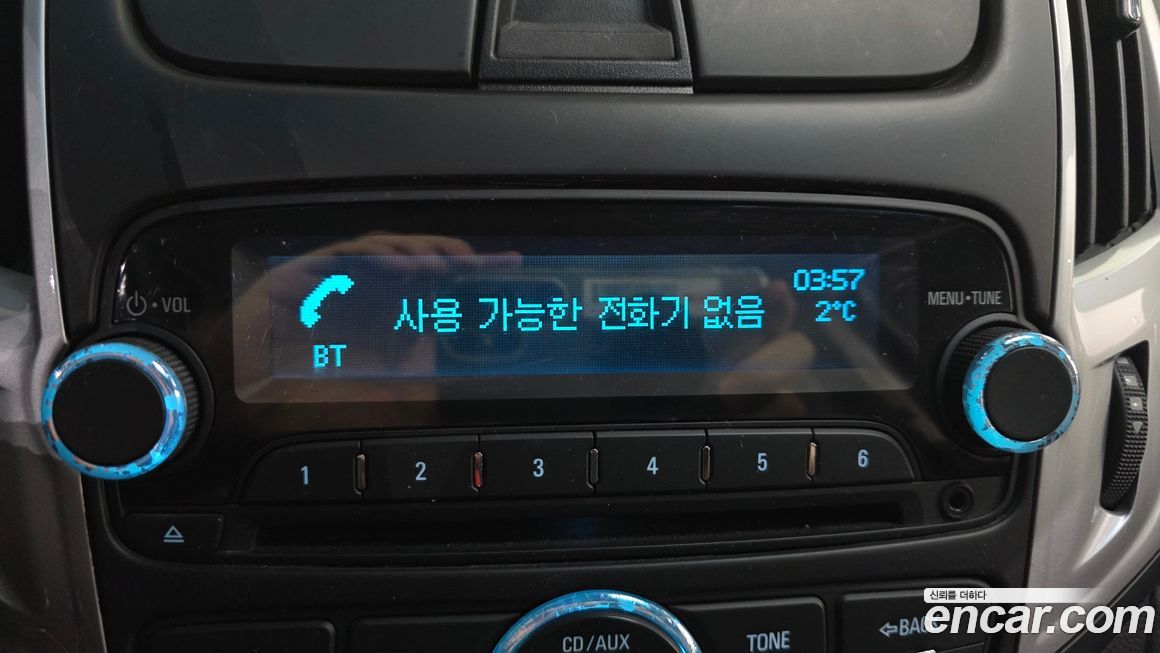 VOL
MENU•TUNE
사용 가능한 전화기 없음
03:57
2°C
BT
1 2 3 4 5 6
CD/AUX
TONE
⇦BAC
신뢰를 더하다
encar.com